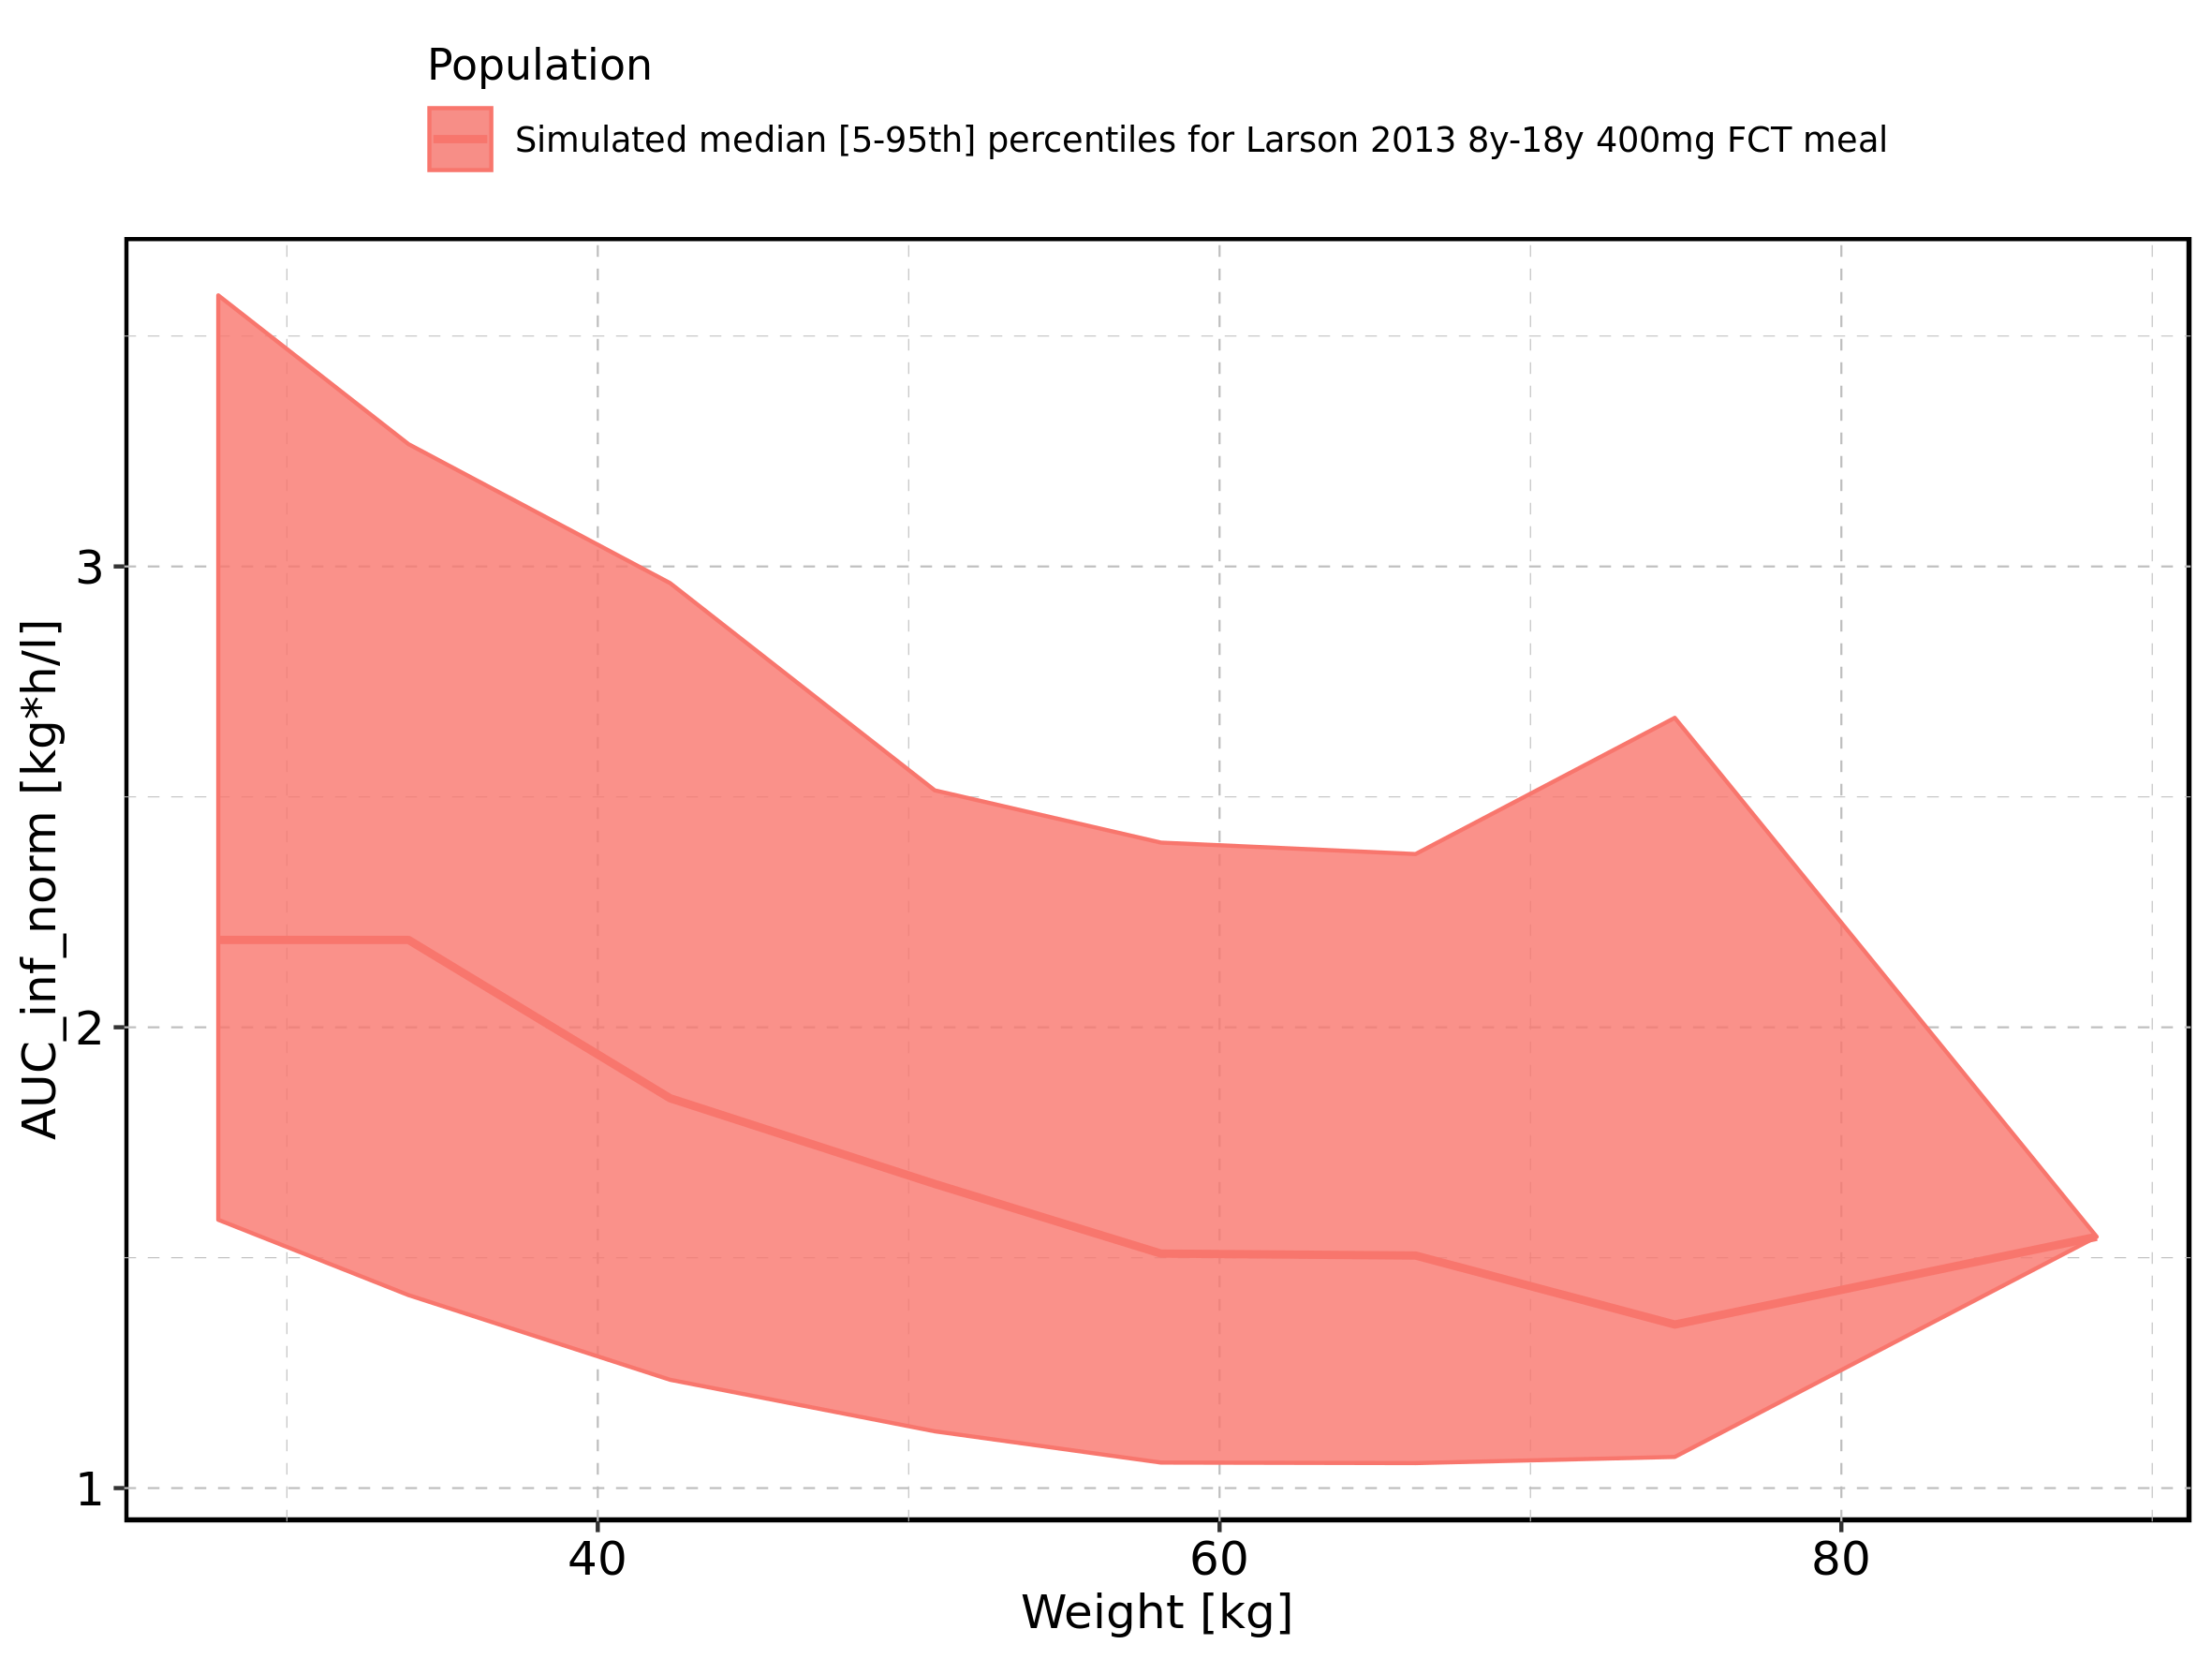 Population
Simulated median [5-95th] percentiles for Larson 2013 8y-18y 400mg FCT meal
AUC_inf_norm [kg*h/l]
3
2
1
40
60
80
Weight [kg]